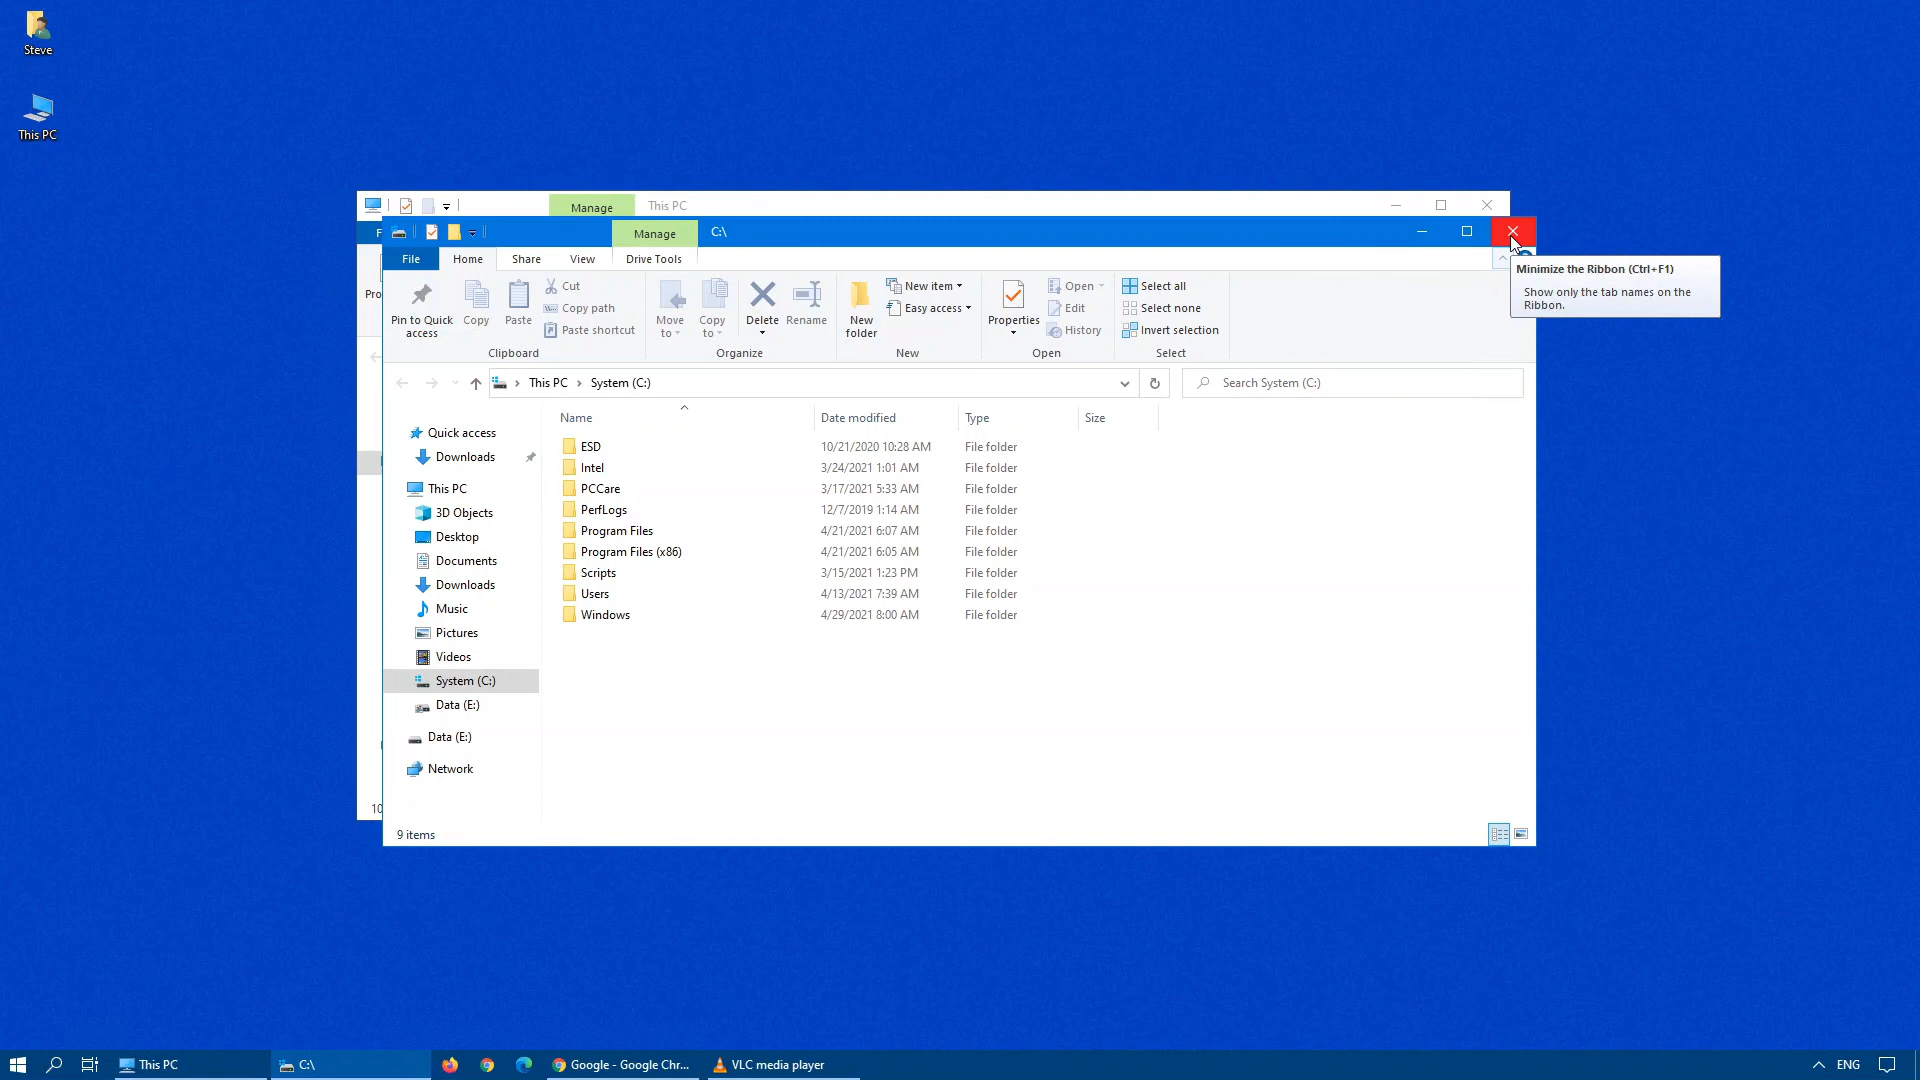 Steve
This PC
Manage
This PC
Manage
C:\
File
Home
Share
View
Drive Tools
Minimize the Ribbon (Ctrl+F1)
Show only the tab names on the
Ribbon.
Pin to Quick
access
Copy
Paste
Cut
Copy path
Paste shortcut
Clipboard
Move
to
Copy
to
Delete
Rename
Organize
New
folder
New item
Easy access
New
Properties
Open
Edit
History
Open
Select all
Select none
Invert selection
Select
F
Pro
This PC
System (C:)
Search System (C:)
Name
Date modified
Type
Size
Quick access
Downloads
This PC
3D Objects
Desktop
Documents
Downloads
Music
Pictures
Videos
System (C:)
Data (E:)
Data (E:)
Network
ESD 10/21/2020 10:28 AM File folder
Intel 3/24/2021 1:01 AM File folder
PCCare 3/17/2021 5:33 AM File folder
PerfLogs 12/7/2019 1:14 AM File folder
Program Files 4/21/2021 6:07 AM File folder
Program Files (x86) 4/21/2021 6:05 AM File folder
Scripts 3/15/2021 1:23 PM File folder
Users 4/13/2021 7:39 AM File folder
Windows 4/29/2021 8:00 AM File folder
10
9 items
This PC
C:\
Google - Google Chr...
VLC media player
ENG